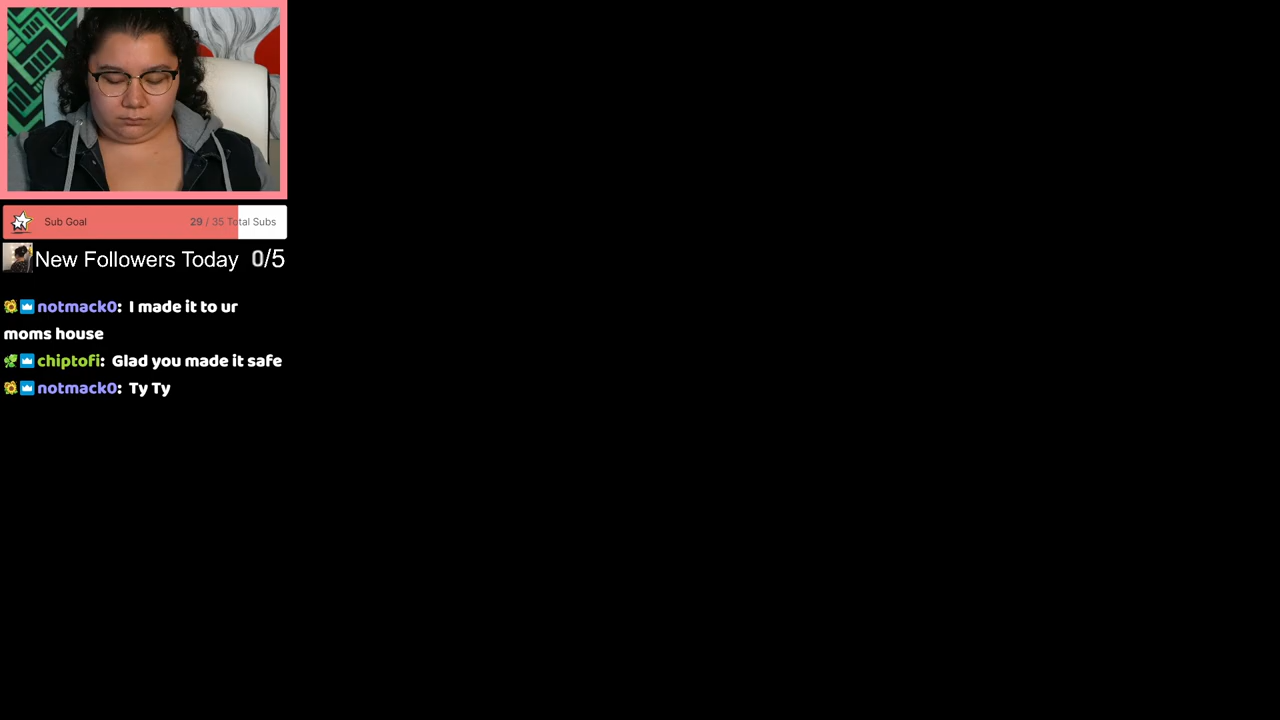 Sub Goal 29 / 35 Total Subs
New Followers Today 0/5
notmack0: I made it to ur
moms house
chiptofi: Glad you made it safe
notmack0: Ty Ty